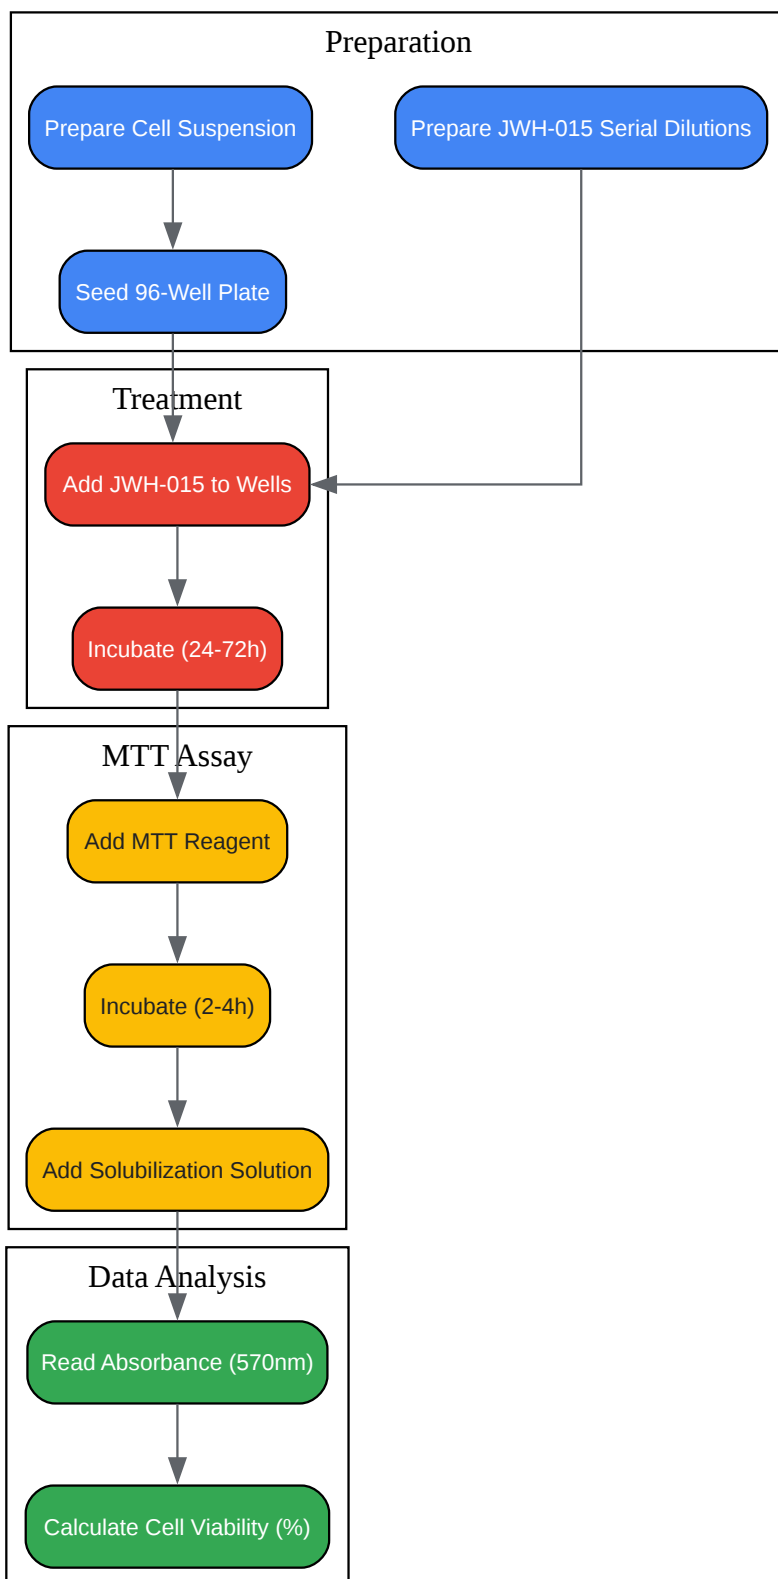 Preparation
Prepare Cell Suspension
Prepare JWH-015 Serial Dilutions
Seed 96-Well Plate
Treatment
Add JWH-015 to Wells
Incubate (24-72h)
MTT Assay
Add MTT Reagent
Incubate (2-4h)
Add Solubilization Solution
Data Analysis
Read Absorbance (570nm)
Calculate Cell Viability (%)